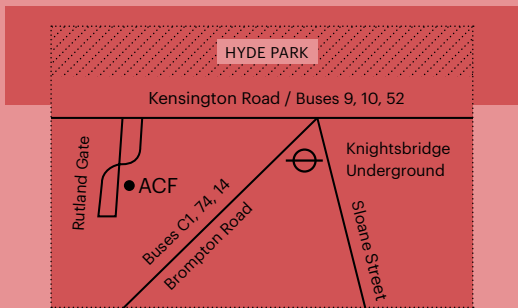 HYDE PARK
Kensington Road / Buses 9, 10, 52
Rutland Gate
ACF
Buses C1, 74, 14
Brompton Road
Knightsbridge
Underground
Sloane Street